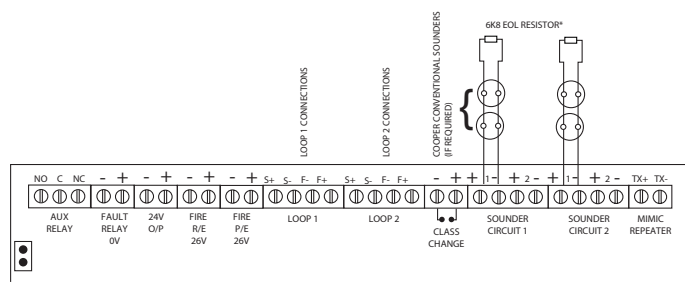 6K8 EOL RESISTOR*
LOOP 1 CONNECTIONS
LOOP 2 CONNECTIONS
COOPER CONVENTIONAL SOUNDERS
(IF REQUIRED)
NO C NC - + - + - + - + S+ S- F- F+ S+ S- F- F+ - + + 1 - + 2 - + 1 - + 2 - TX+ TX-
AUX
RELAY
FAULT
RELAY
0V
24V
O/P
FIRE
R/E
26V
FIRE
P/E
26V
LOOP 1
LOOP 2
CLASS
CHANGE
SOUNDER
CIRCUIT 1
SOUNDER
CIRCUIT 2
MIMIC
REPEATER